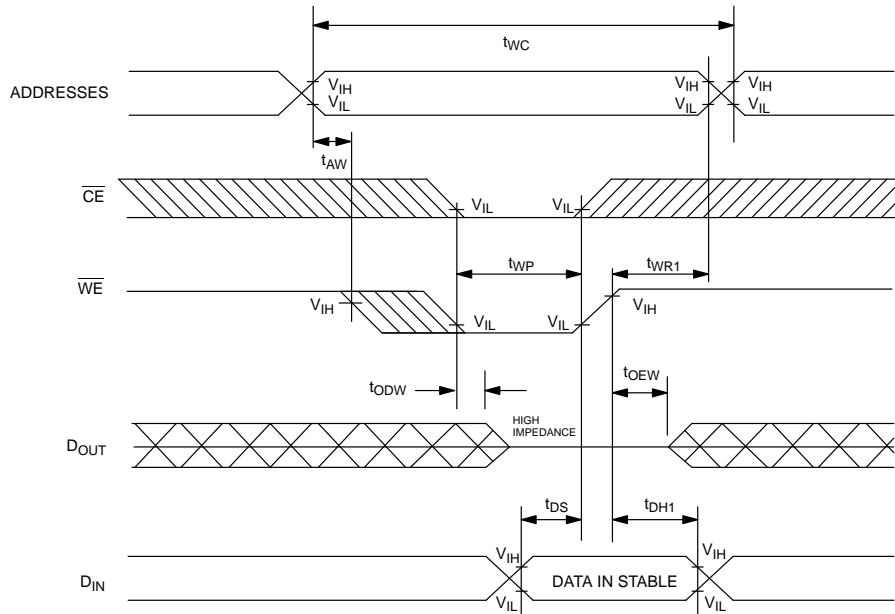 tWC
ADDRESSES
VIH VIH VIH
VIL VIL VIL
tAW
CE VIL VIL
tWP tWR1
WE
VIH VIH
VIL VIL
tODW tOEW
HIGH
IMPEDANCE
DOUT
tDS tDH1
VIH VIH
DIN DATA IN STABLE
VIL VIL